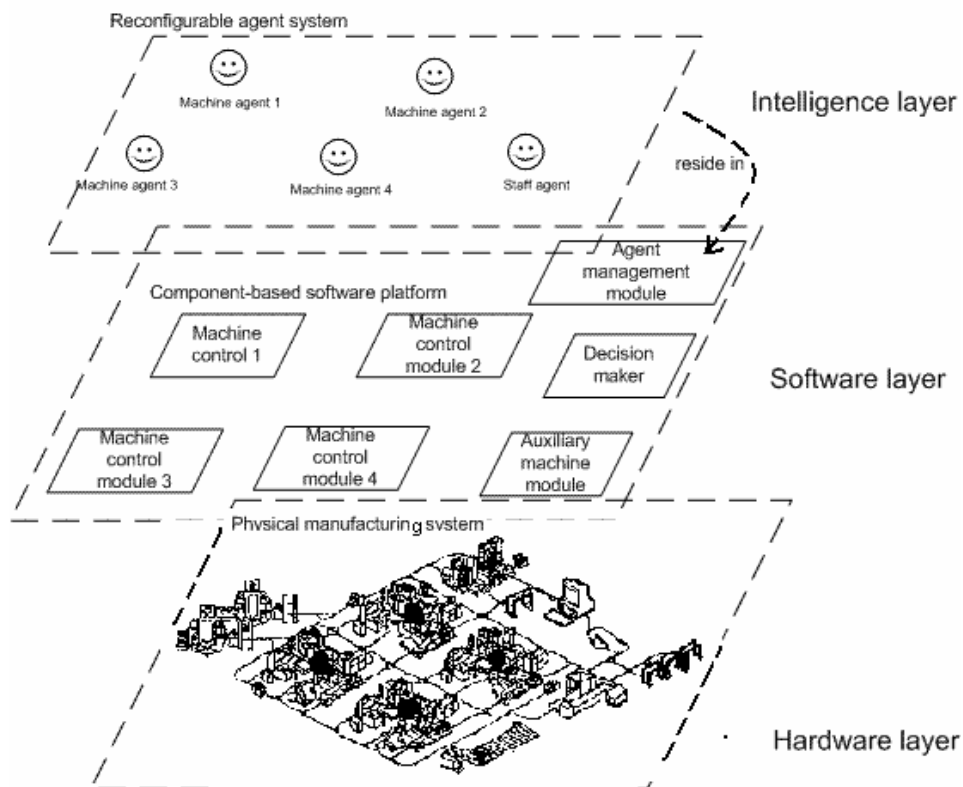 Reconfigurable agent system
Machine agent 1
Machine agent 2
Intelligence layer
Machine agent 3
Machine agent 4
Staff agent
reside in
Agent
management
module
Component-based software platform
Machine
control 1
Machine
control
module 2
Decision
maker
Software layer
Machine
control
module 3
Machine
control
module 4
Auxiliary
machine
module
Physical manufacturing system
Hardware layer